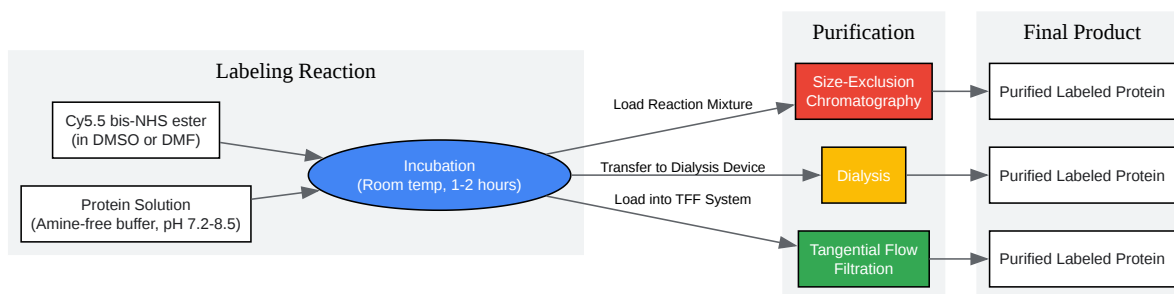 Labeling Reaction
Cy5.5 bis-NHS ester
(in DMSO or DMF)
Protein Solution
(Amine-free buffer, pH 7.2-8.5)
Incubation
(Room temp, 1-2 hours)
Load Reaction Mixture
Transfer to Dialysis Device
Load into TFF System
Purification
Size-Exclusion
Chromatography
Dialysis
Tangential Flow
Filtration
Final Product
Purified Labeled Protein
Purified Labeled Protein
Purified Labeled Protein